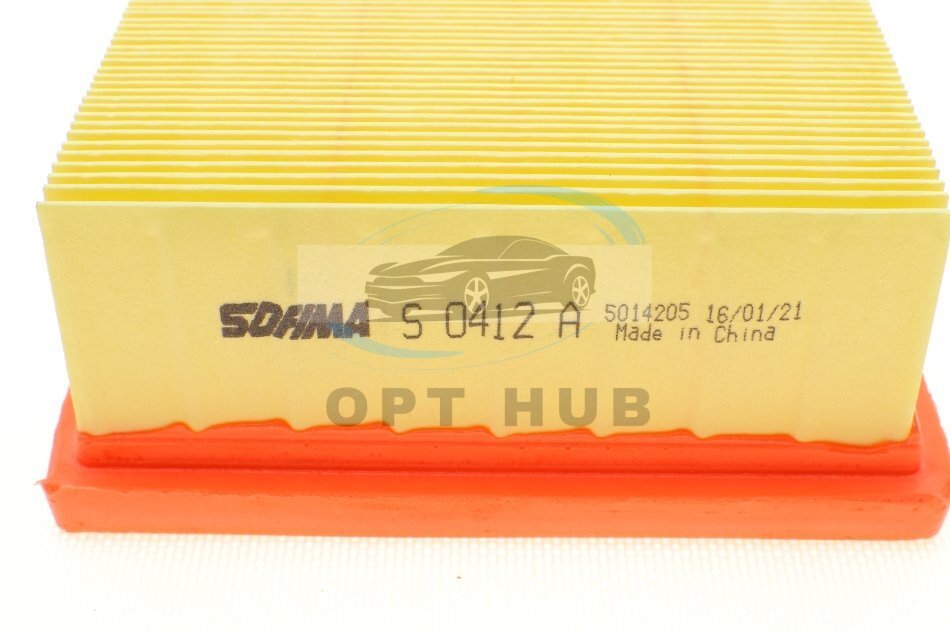 SOFIMA S 0412 A 5014205 16/01/21
Made in China
OPT HUB